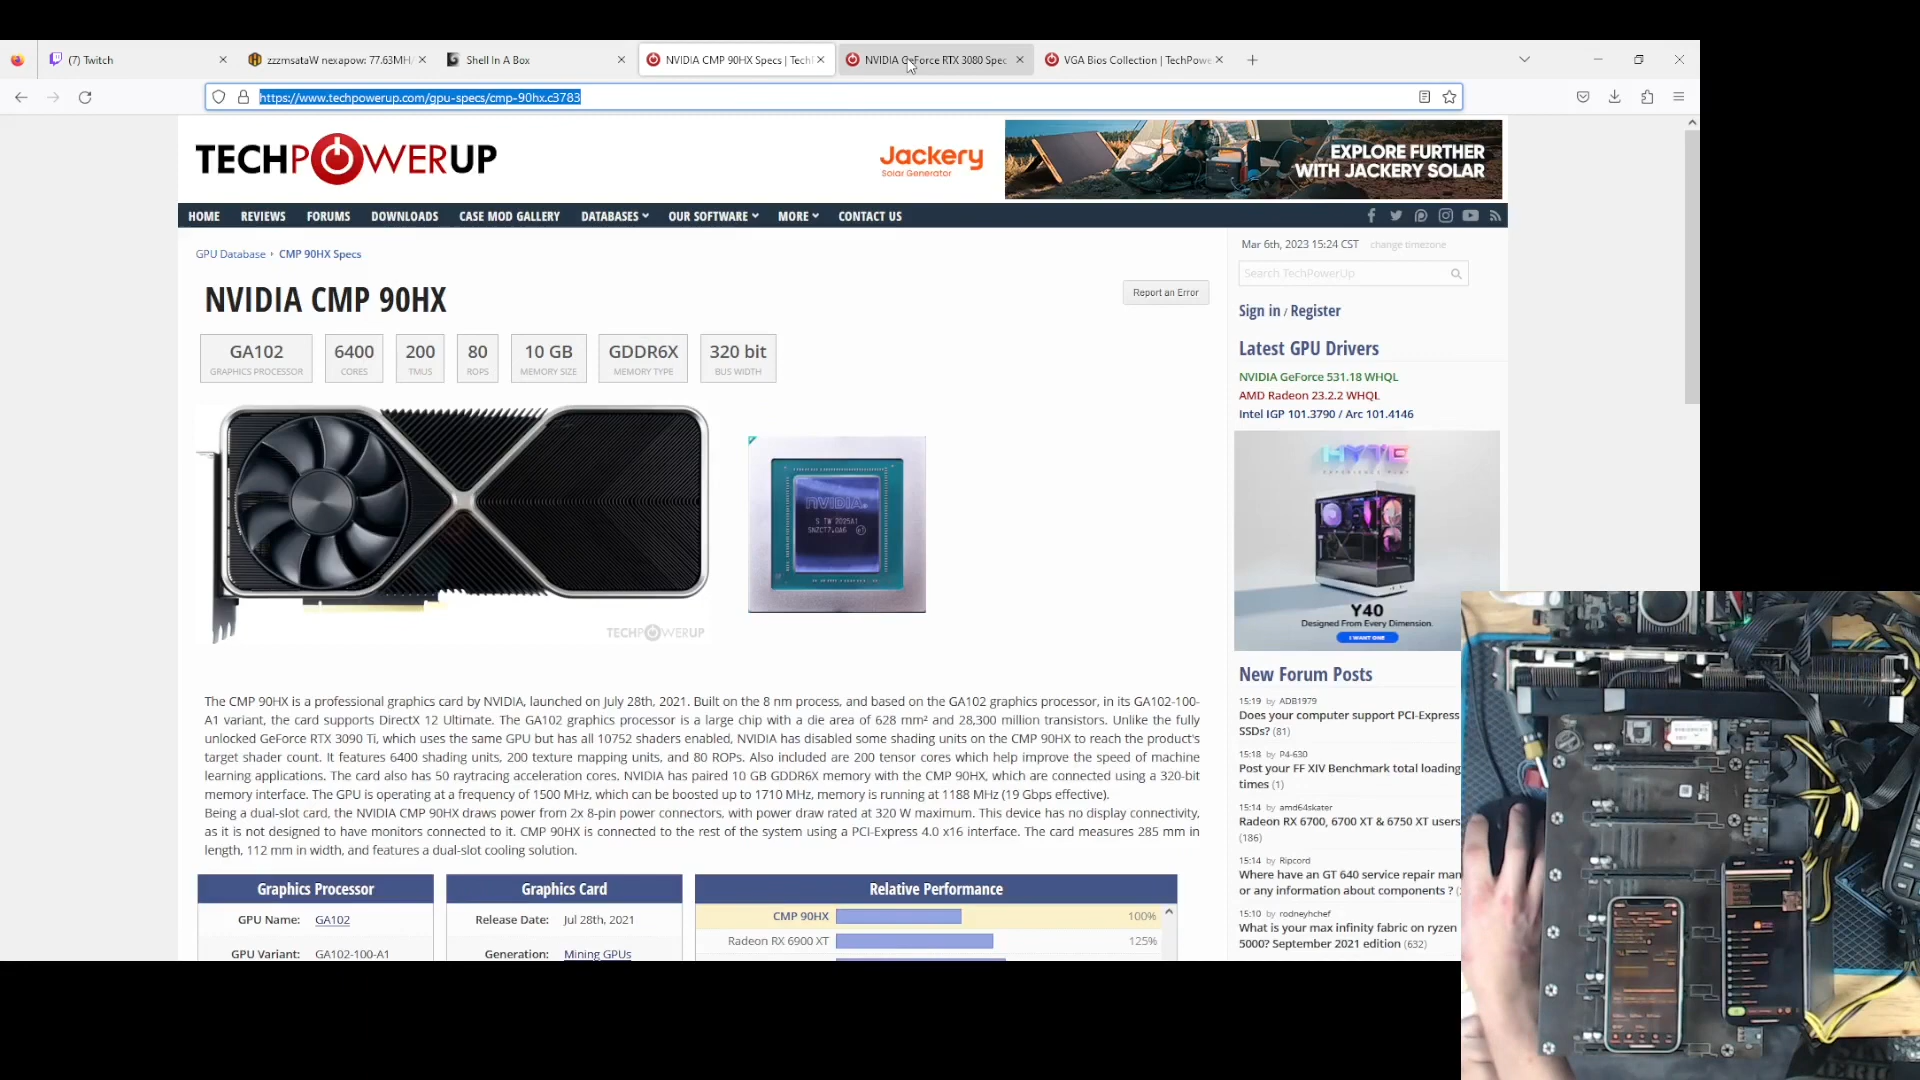 (7) Twitch
zzzmsataW nexapow: 77.63MH
Shell In A Box
NVIDIA CMP 90HX Specs | Tech
NVIDIA GeForce RTX 3080 Spec
VGA Bios Collection | TechPowe
https://www.techpowerup.com/gpu-specs/cmp-90hx.c3783
TECHPOWERUP
Jackery
Solar Generator
EXPLORE FURTHER
WITH JACKERY SOLAR
HOME REVIEWS FORUMS DOWNLOADS CASE MOD GALLERY DATABASES OUR SOFTWARE MORE CONTACT US
GPU Database › CMP 90HX Specs
Mar 6th, 2023 15:24 CST change timezone
Search TechPowerUp
NVIDIA CMP 90HX
Report an Error
Sign in / Register
GA102
GRAPHICS PROCESSOR
6400
CORES
200
TMUS
80
ROPS
10 GB
MEMORY SIZE
GDDR6X
MEMORY TYPE
320 bit
BUS WIDTH
Latest GPU Drivers
NVIDIA GeForce 531.18 WHQL
AMD Radeon 23.2.2 WHQL
Intel IGP 101.3790 / Arc 101.4146
NVIDIA
TECHPOWERUP
HYTE
Y40
Designed From Every Dimension.
I WANT ONE
The CMP 90HX is a professional graphics card by NVIDIA, launched on July 28th, 2021. Built on the 8 nm process, and based on the GA102 graphics processor, in its GA102-100-
A1 variant, the card supports DirectX 12 Ultimate. The GA102 graphics processor is a large chip with a die area of 628 mm² and 28,300 million transistors. Unlike the fully
unlocked GeForce RTX 3090 Ti, which uses the same GPU but has all 10752 shaders enabled, NVIDIA has disabled some shading units on the CMP 90HX to reach the product's
target shader count. It features 6400 shading units, 200 texture mapping units, and 80 ROPs. Also included are 200 tensor cores which help improve the speed of machine
learning applications. The card also has 50 raytracing acceleration cores. NVIDIA has paired 10 GB GDDR6X memory with the CMP 90HX, which are connected using a 320-bit
memory interface. The GPU is operating at a frequency of 1500 MHz, which can be boosted up to 1710 MHz, memory is running at 1188 MHz (19 Gbps effective).
Being a dual-slot card, the NVIDIA CMP 90HX draws power from 2x 8-pin power connectors, with power draw rated at 320 W maximum. This device has no display connectivity,
as it is not designed to have monitors connected to it. CMP 90HX is connected to the rest of the system using a PCI-Express 4.0 x16 interface. The card measures 285 mm in
length, 112 mm in width, and features a dual-slot cooling solution.
New Forum Posts
15:19 by ADB1979
Does your computer support PCI-Express
SSDs? (81)
15:18 by P4-630
Post your FF XIV Benchmark total loading
times (1)
15:14 by amd64skater
Radeon RX 6700, 6700 XT & 6750 XT users
(186)
15:14 by Ripcord
Where have an GT 640 service repair man
or any information about components ?
15:10 by rodneyhchef
What is your max infinity fabric on ryzen
5000? September 2021 edition (632)
Graphics Processor
GPU Name: GA102
GPU Variant: GA102-100-A1
Graphics Card
Release Date: Jul 28th, 2021
Generation: Mining GPUs
Relative Performance
CMP 90HX 100%
Radeon RX 6900 XT 125%